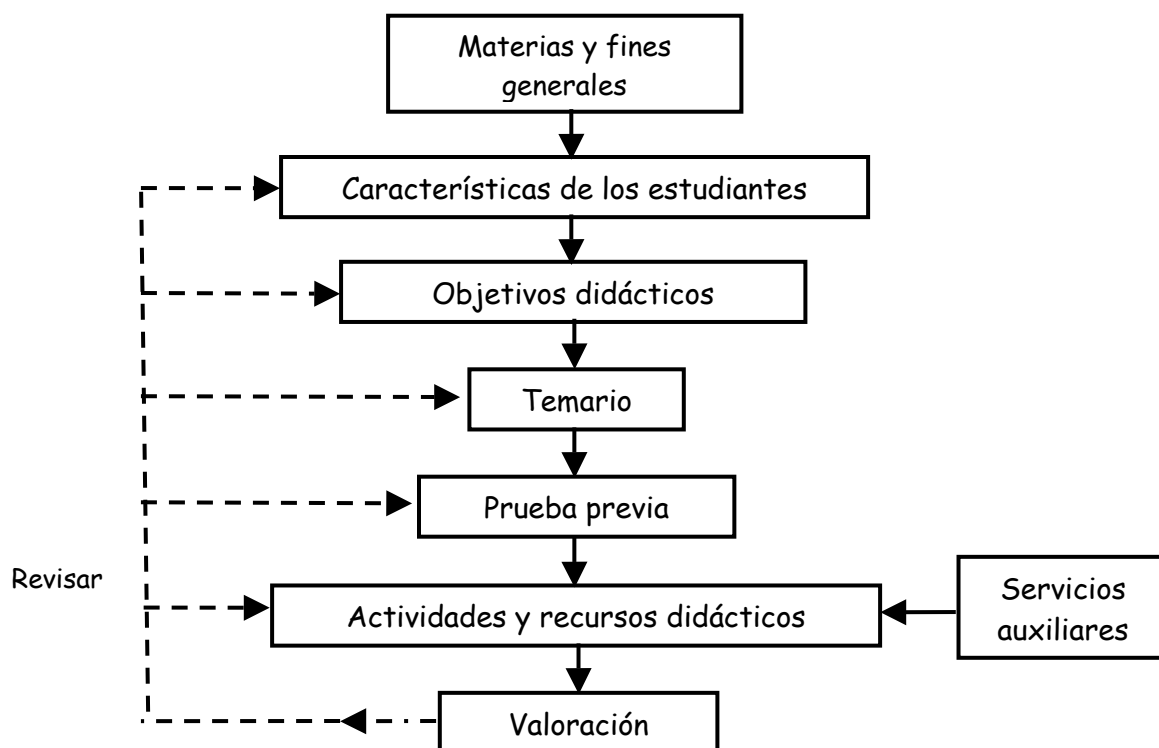 Materias y fines
generales
Características de los estudiantes
Objetivos didácticos
Temario
Prueba previa
Revisar
Actividades y recursos didácticos
Servicios
auxiliares
Valoración